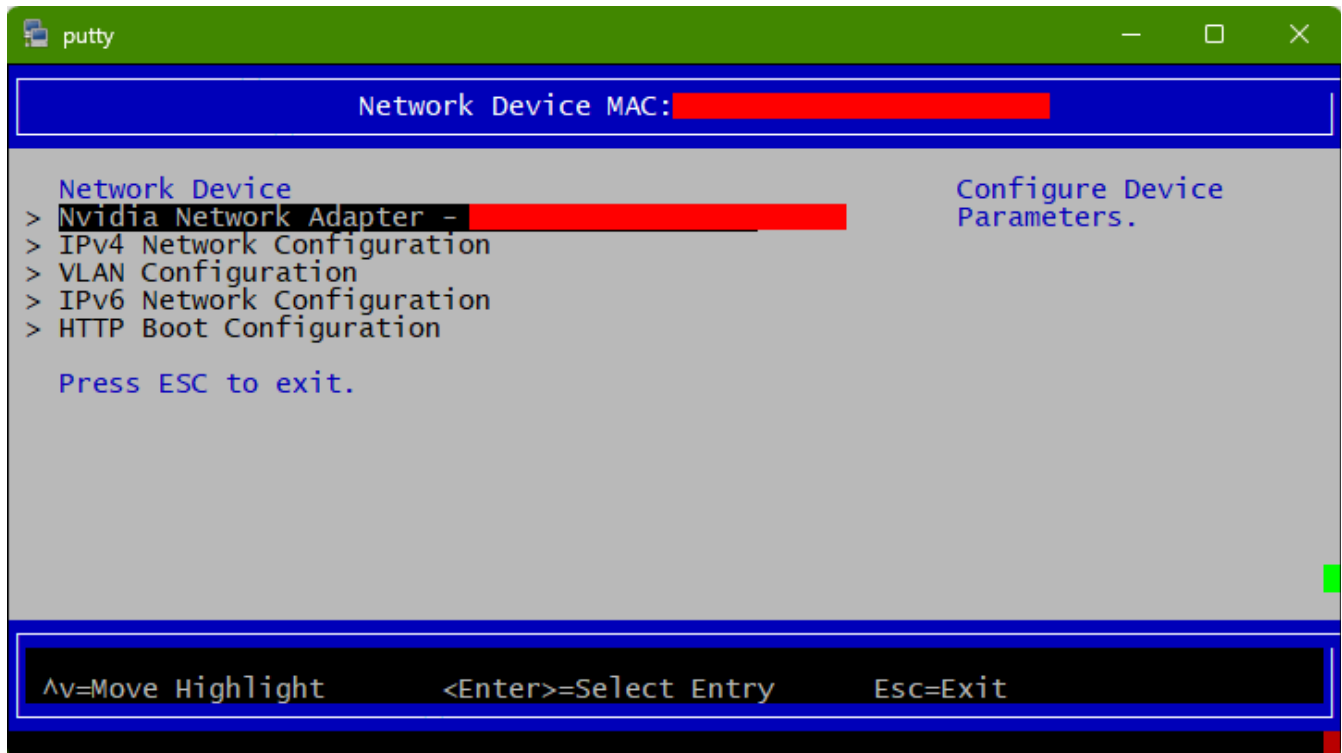 putty
Network Device MAC:
Network Device
Configure Device
> Nvidia Network Adapter –
Parameters.
> IPv4 Network Configuration
> VLAN Configuration
> IPv6 Network Configuration
> HTTP Boot Configuration
Press ESC to exit.
^v=Move Highlight <Enter>=Select Entry Esc=Exit